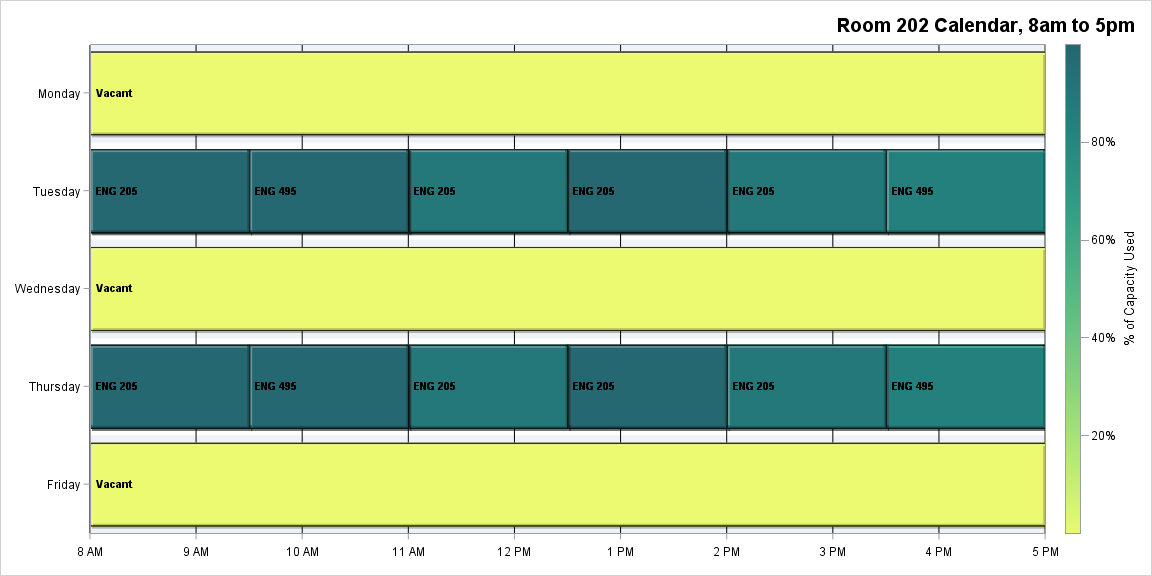 Room 202 Calendar, 8am to 5pm
Monday
Vacant
Tuesday
ENG 205 ENG 495 ENG 205 ENG 205 ENG 205 ENG 495
Wednesday
Vacant
Thursday
ENG 205 ENG 495 ENG 205 ENG 205 ENG 205 ENG 495
Friday
Vacant
8 AM 9 AM 10 AM 11 AM 12 PM 1 PM 2 PM 3 PM 4 PM 5 PM
80%
60%
40%
20%
% of Capacity Used